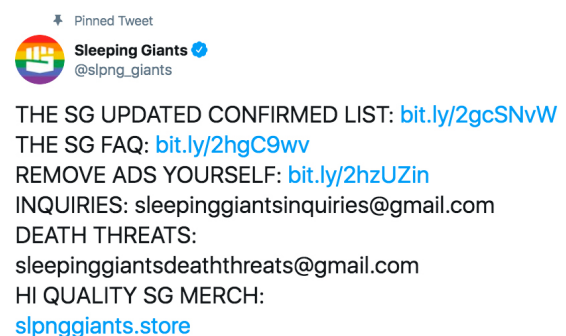 Pinned Tweet
Sleeping Giants
@slpng_giants
THE SG UPDATED CONFIRMED LIST: bit.ly/2gcSNvW
THE SG FAQ: bit.ly/2hgC9wv
REMOVE ADS YOURSELF: bit.ly/2hzUZin
INQUIRIES: sleepinggiantsinquiries@gmail.com
DEATH THREATS:
sleepinggiantsdeaththreats@gmail.com
HI QUALITY SG MERCH:
slpnggiants.store